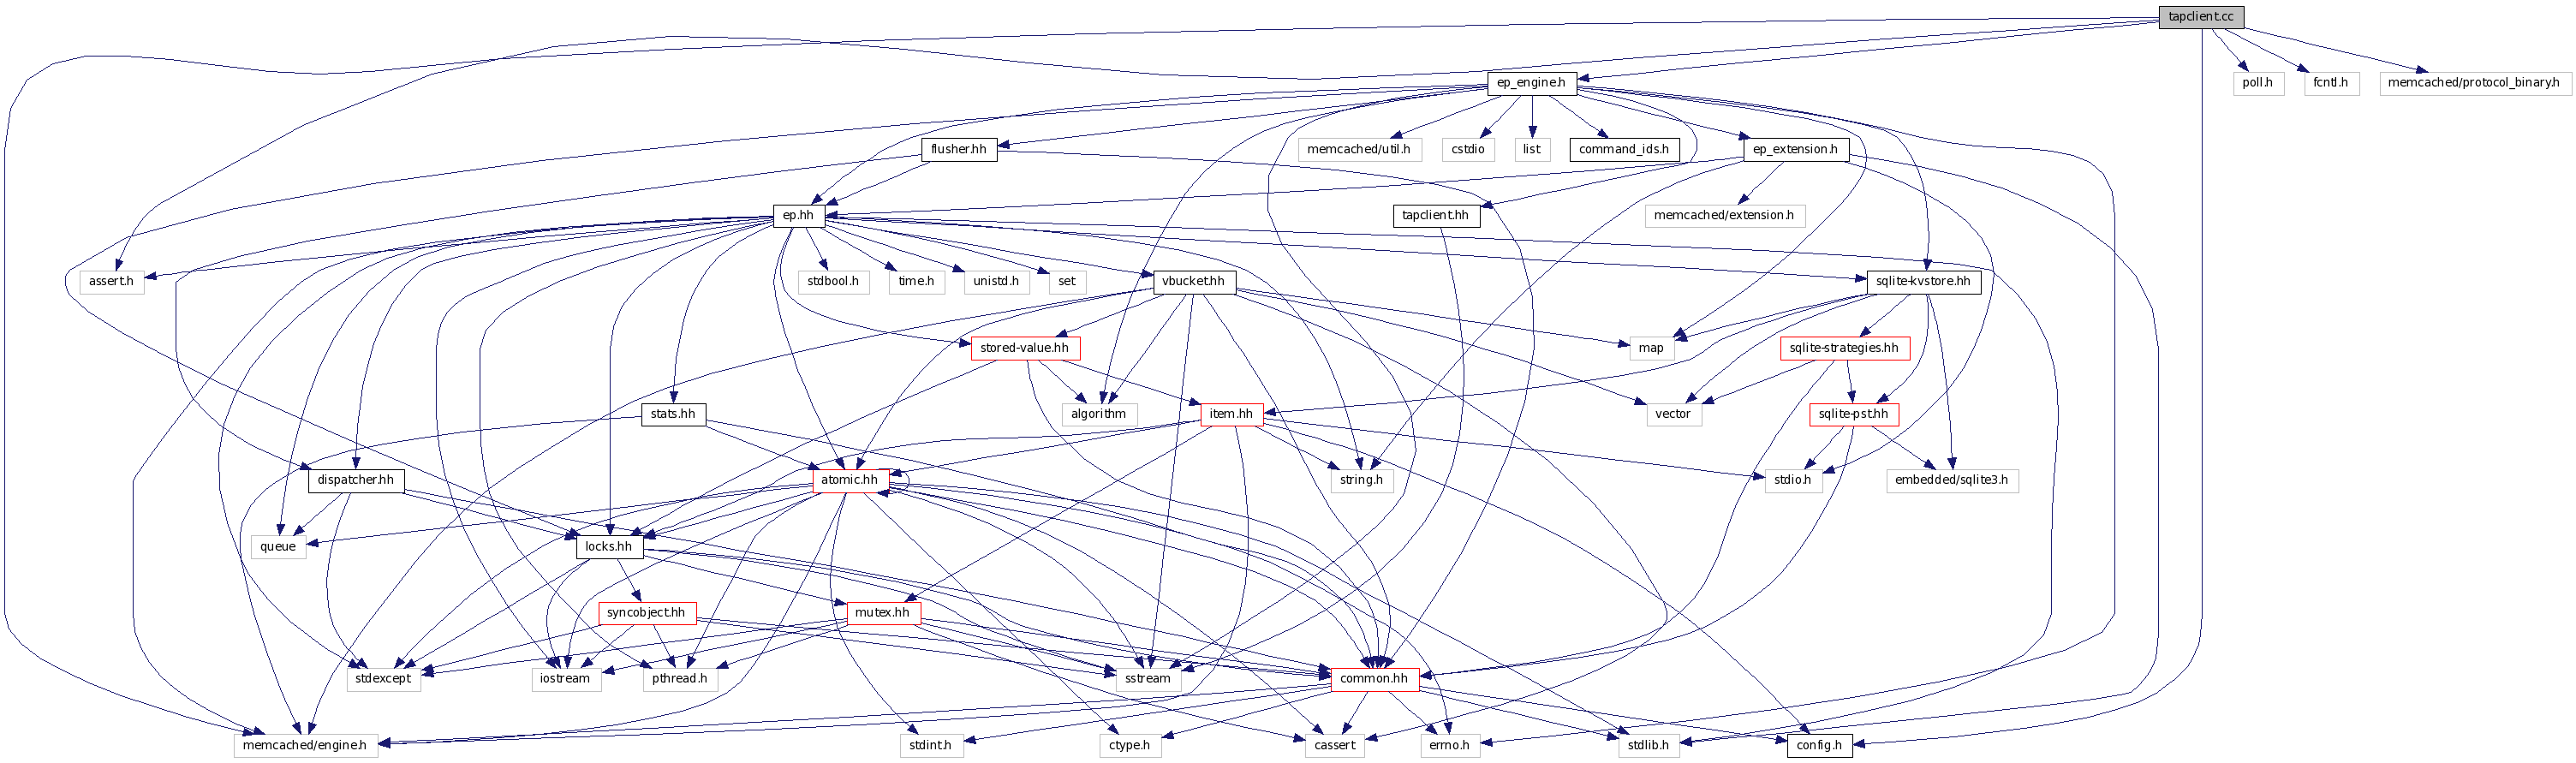 tapclient.cc
ep_engine.h
poll.h
fcntl.h
memcached/protocol_binary.h
flusher.hh
memcached/util.h
cstdio
list
command_ids.h
ep_extension.h
ep.hh
tapclient.hh
memcached/extension.h
assert.h
stdbool.h
time.h
unistd.h
set
vbucket.hh
sqlite-kvstore.hh
stored-value.hh
map
sqlite-strategies.hh
stats.hh
algorithm
item.hh
vector
sqlite-pst.hh
dispatcher.hh
atomic.hh
string.h
stdio.h
embedded/sqlite3.h
queue
locks.hh
syncobject.hh
mutex.hh
stdexcept
iostream
pthread.h
sstream
common.hh
memcached/engine.h
stdint.h
ctype.h
cassert
errno.h
stdlib.h
config.h